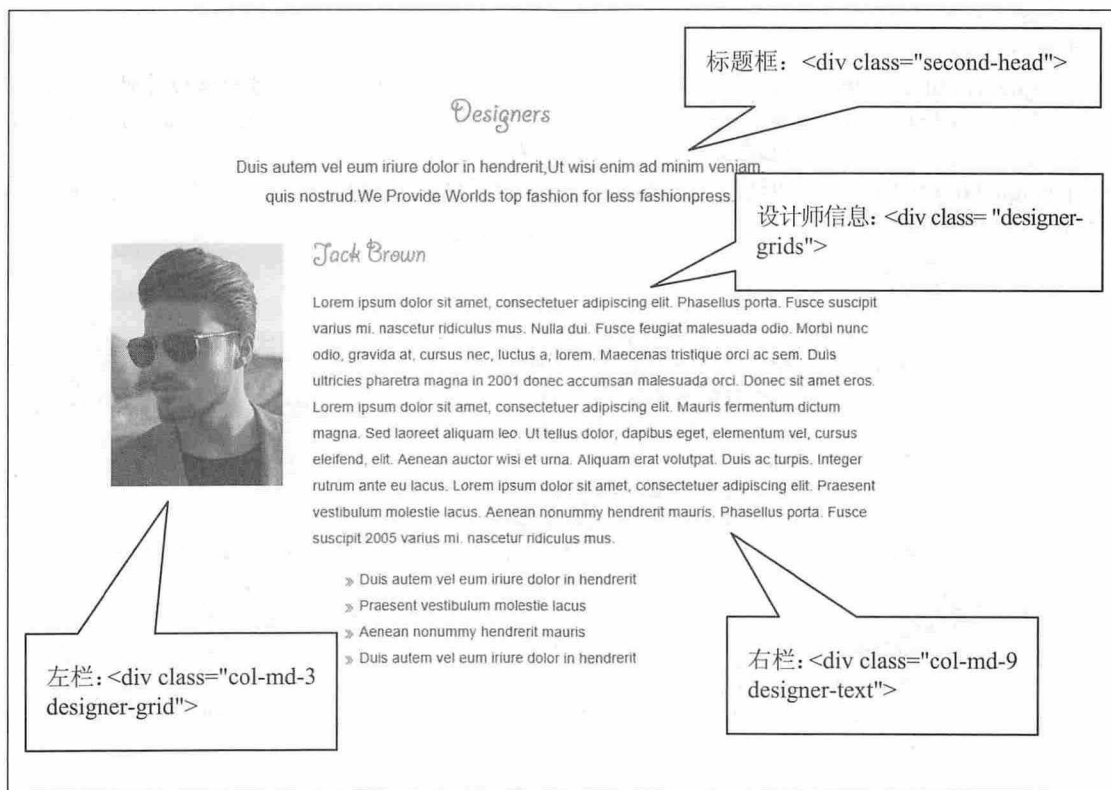 标题框：<div class="second-head">
Designers
Duis autem vel eum iriure dolor in hendrerit,Ut wisi enim ad minim veniam,
quis nostrud.We Provide Worlds top fashion for less fashionpress.
设计师信息：<div class= "designer-
grids">
Jack Brown
Lorem ipsum dolor sit amet, consectetuer adipiscing elit. Phasellus porta. Fusce suscipit
varius mi. nascetur ridiculus mus. Nulla dui. Fusce feugiat malesuada odio. Morbi nunc
odio, gravida at, cursus nec, luctus a, lorem. Maecenas tristique orci ac sem. Duis
ultricies pharetra magna in 2001 donec accumsan malesuada orci. Donec sit amet eros.
Lorem ipsum dolor sit amet, consectetuer adipiscing elit. Mauris fermentum dictum
magna. Sed laoreet aliquam leo. Ut tellus dolor, dapibus eget, elementum vel, cursus
eleifend, elit. Aenean auctor wisi et urna. Aliquam erat volutpat. Duis ac turpis. Integer
rutrum ante eu lacus. Lorem ipsum dolor sit amet, consectetuer adipiscing elit. Praesent
vestibulum molestie lacus. Aenean nonummy hendrerit mauris. Phasellus porta. Fusce
suscipit 2005 varius mi. nascetur ridiculus mus.
» Duis autem vel eum iriure dolor in hendrerit
» Praesent vestibulum molestie lacus
» Aenean nonummy hendrerit mauris
» Duis autem vel eum iriure dolor in hendrerit
左栏：<div class="col-md-3
designer-grid">
右栏：<div class="col-md-9
designer-text">